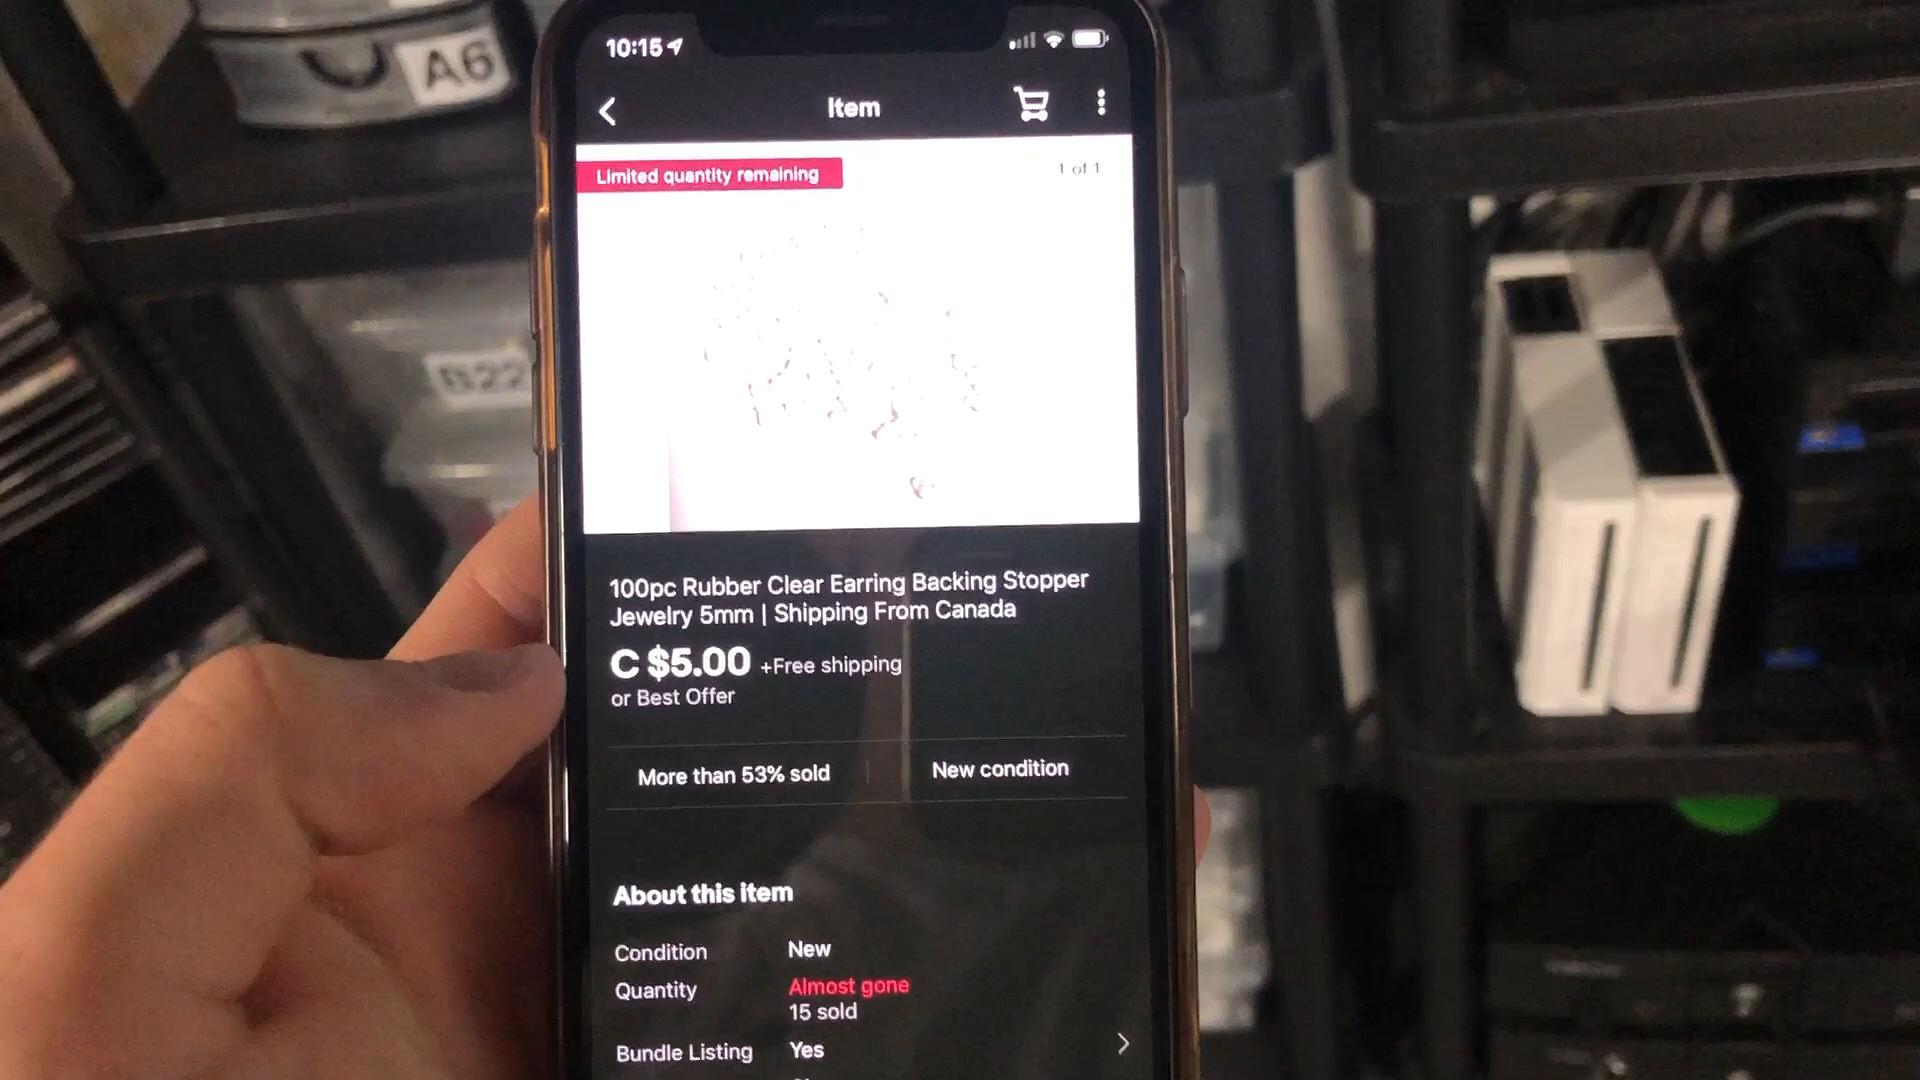 A6
B22
10:15
Item
Limited quantity remaining
1 of 1
100pc Rubber Clear Earring Backing Stopper
Jewelry 5mm | Shipping From Canada
C $5.00 +Free shipping
or Best Offer
More than 53% sold
New condition
About this item
Condition New
Quantity Almost gone
15 sold
Bundle Listing Yes